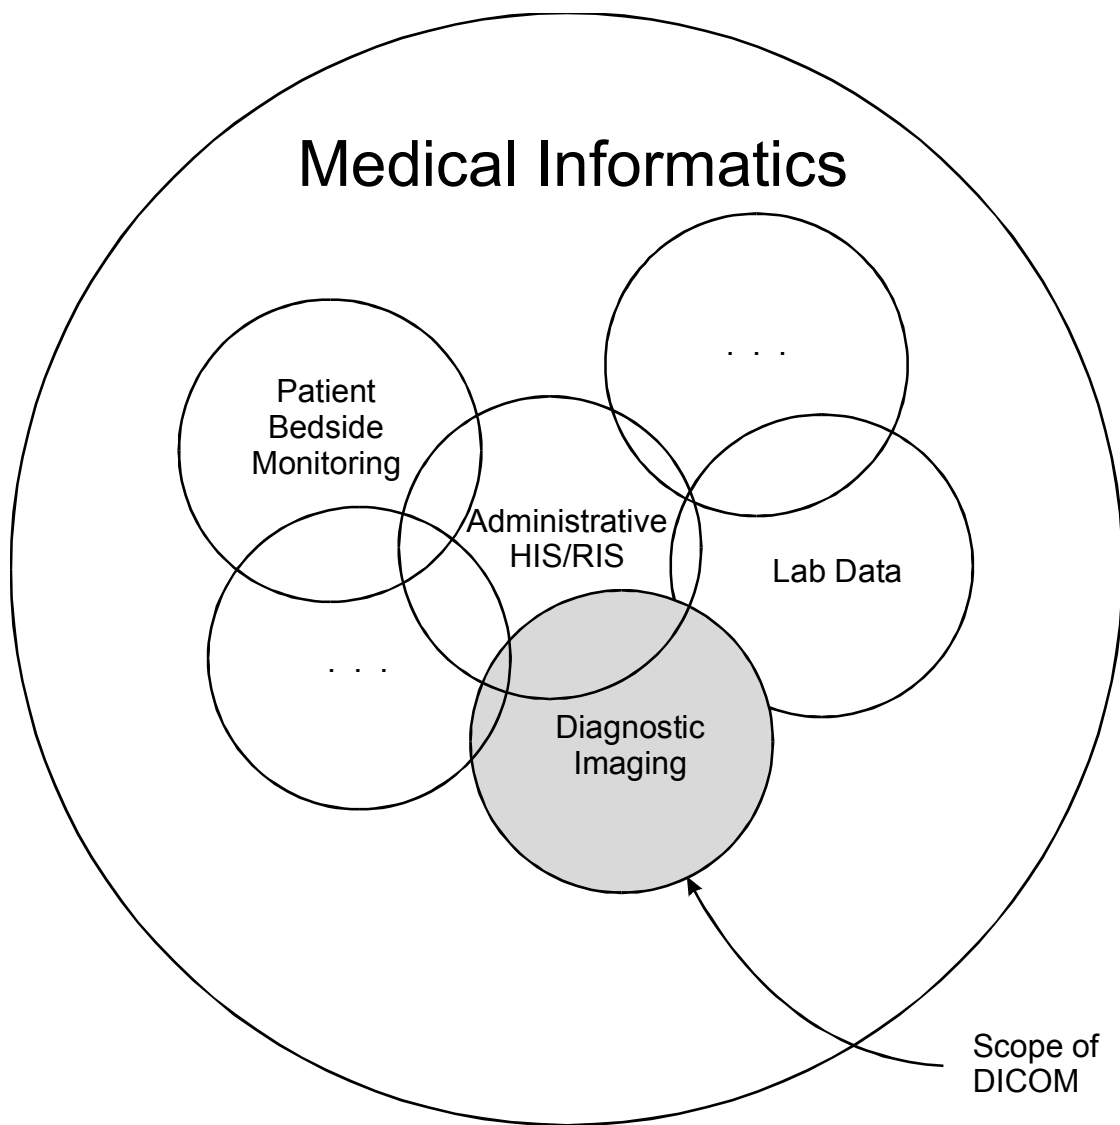 Medical Informatics
. . .
Patient
Bedside
Monitoring
Administrative
HIS/RIS
Lab Data
. . .
Diagnostic
Imaging
Scope of
DICOM